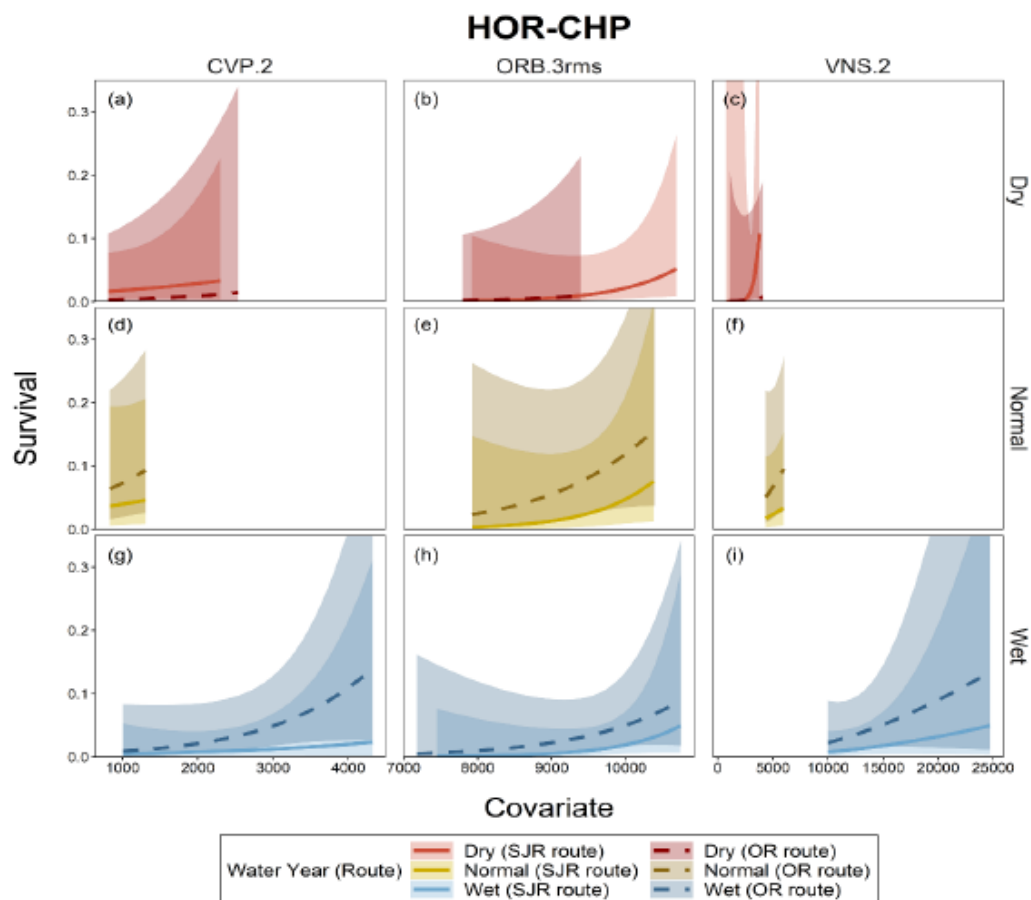 HOR-CHP
CVP.2 ORB.3rms VNS.2
(a) (b) (c)
0.3
0.2
0.1
0.0
Dry
(d) (e) (f)
0.3
0.2
0.1
0.0
Normal
(g) (h) (i)
0.3
0.2
0.1
0.0
Wet
Survival
1000 2000 3000 4000 7000 8000 9000 10000 0 5000 10000 15000 20000 25000
Covariate
Water Year (Route)
Dry (SJR route) Dry (OR route)
Normal (SJR route) Normal (OR route)
Wet (SJR route) Wet (OR route)